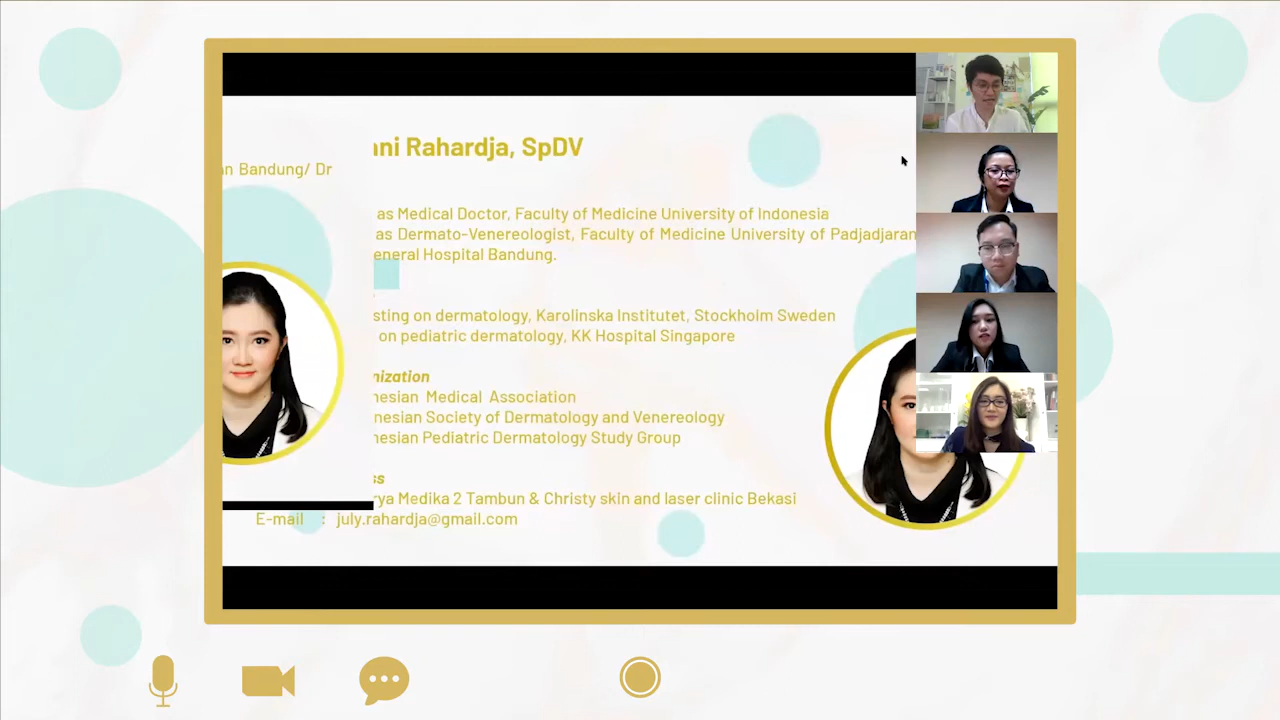 ni Rahardja, SpDV
n Bandung/ Dr
as Medical Doctor, Faculty of Medicine University of Indonesia
as Dermato-Venereologist, Faculty of Medicine University of Padjadjaran
eneral Hospital Bandung.
sting on dermatology, Karolinska Institutet, Stockholm Sweden
on pediatric dermatology, KK Hospital Singapore
nization
nesian Medical Association
nesian Society of Dermatology and Venereology
nesian Pediatric Dermatology Study Group
ss
rya Medika 2 Tambun & Christy skin and laser clinic Bekasi
E-mail : july.rahardja@gmail.com